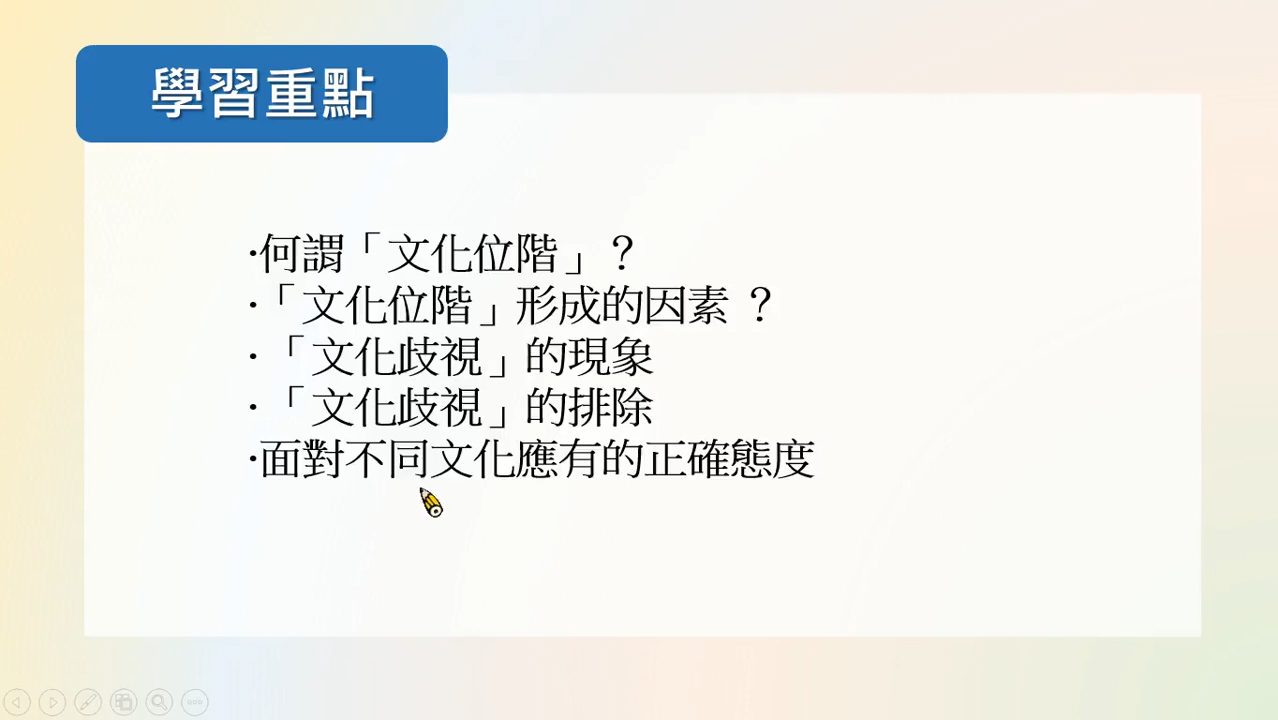 學習重點
·何謂「文化位階」？
·「文化位階」形成的因素 ？
· 「文化歧視」的現象
· 「文化歧視」的排除
·面對不同文化應有的正確態度